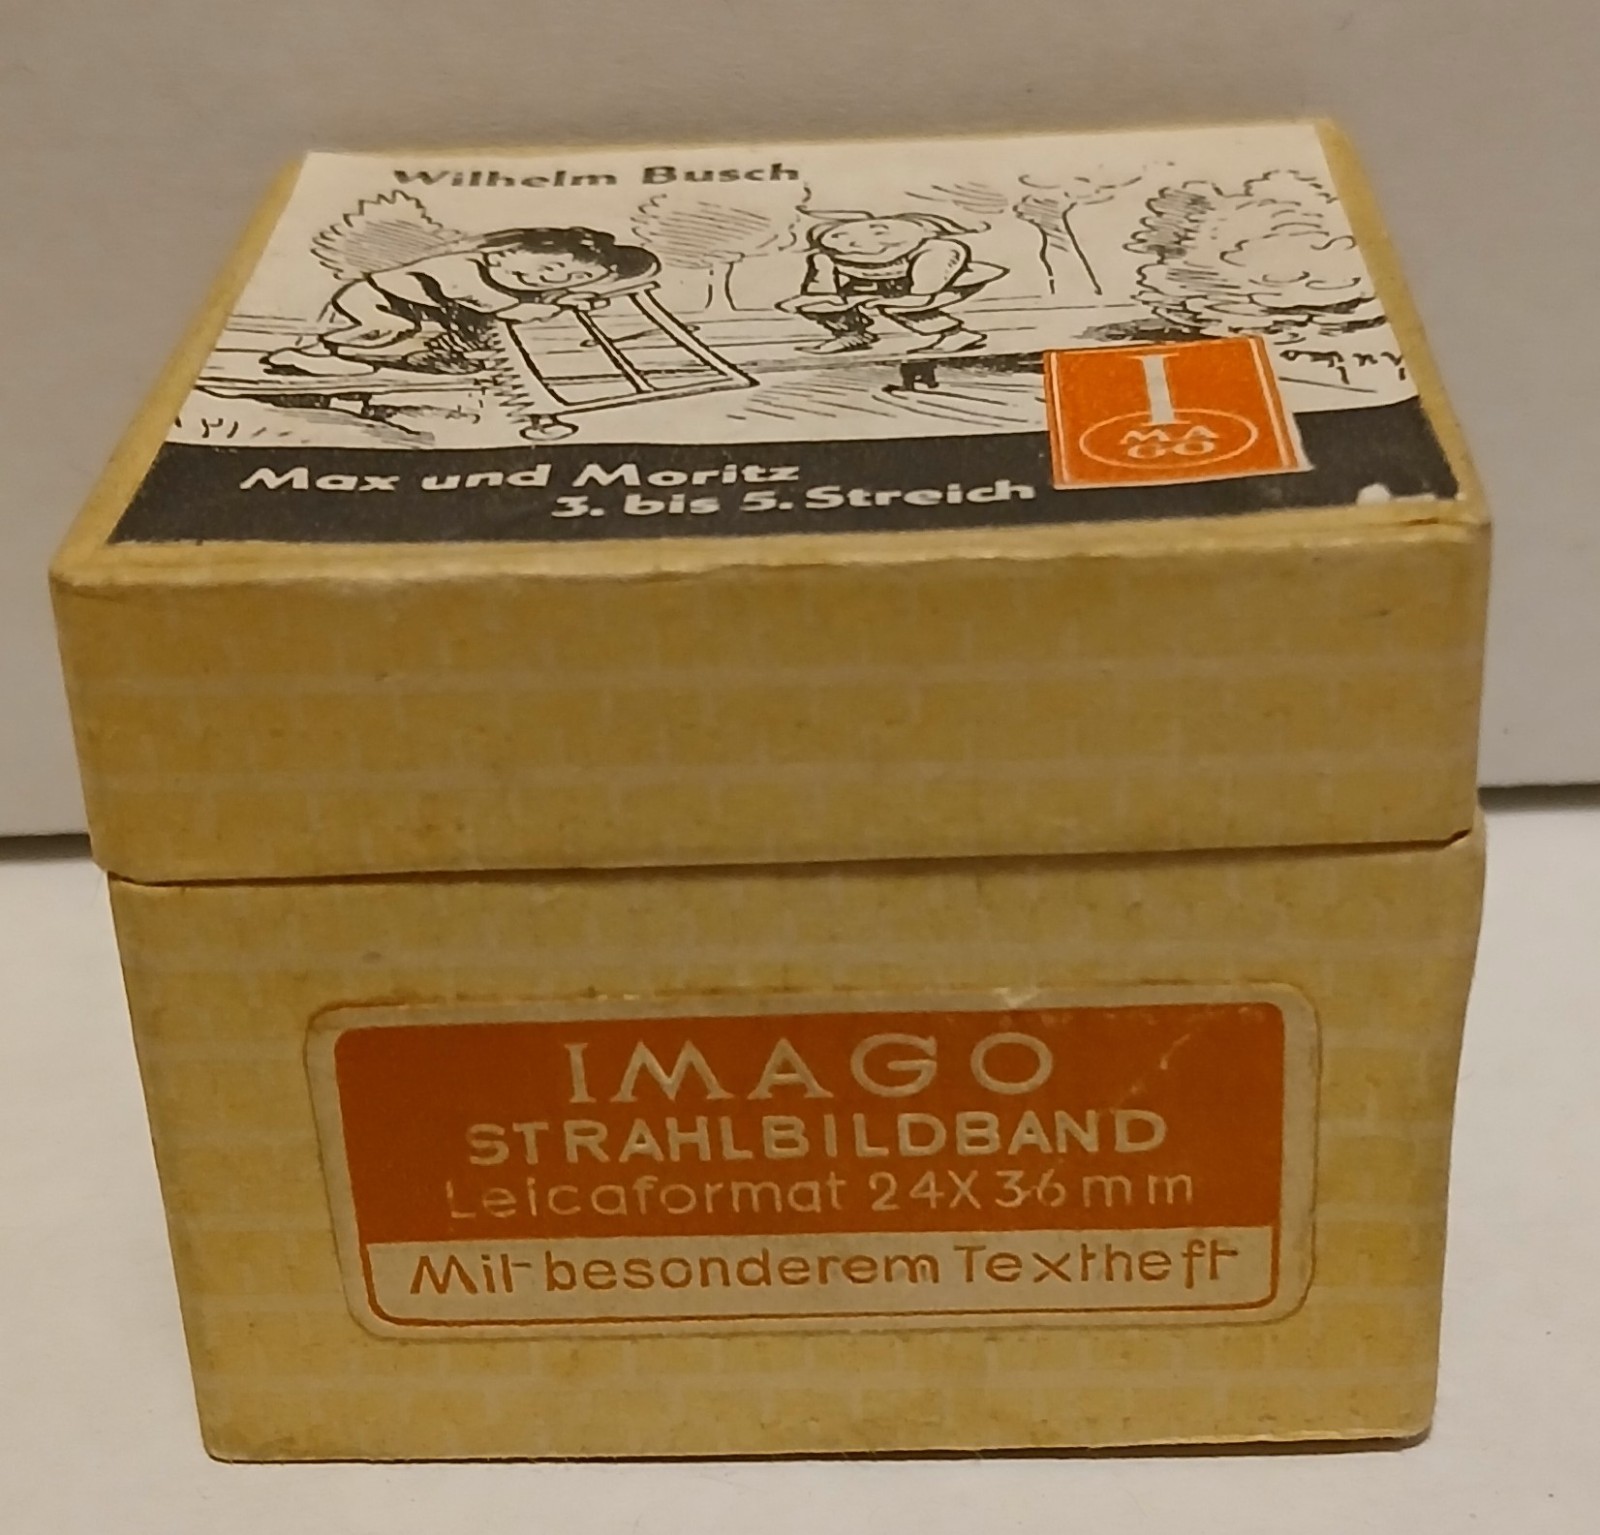 Wilhelm Busch
I
MA
GO
Max und Moritz
3. bis 5. Streich
IMAGO
STRAHLBILDBAND
Leicaformat 24X36mm
Mit besonderem Textheft